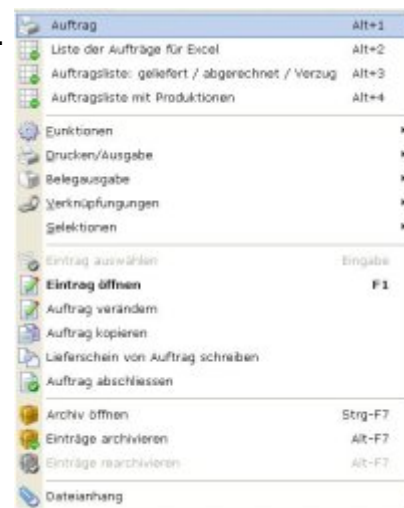 Auftrag Alt+1
Liste der Aufträge für Excel Alt+2
Auftragsliste: geliefert / abgerechnet / Verzug Alt+3
Auftragsliste mit Produktionen Alt+4
Funktionen
Drucken/Ausgabe
Belegausgabe
Verknüpfungungen
Selektionen
Eintrag auswählen Eingabe
Eintrag öffnen F1
Auftrag verändern
Auftrag kopieren
Lieferschein von Auftrag schreiben
Auftrag abschliessen
Archiv öffnen Strg-F7
Einträge archivieren Alt-F7
Einträge rearchivieren Alt-F7
Dateianhang